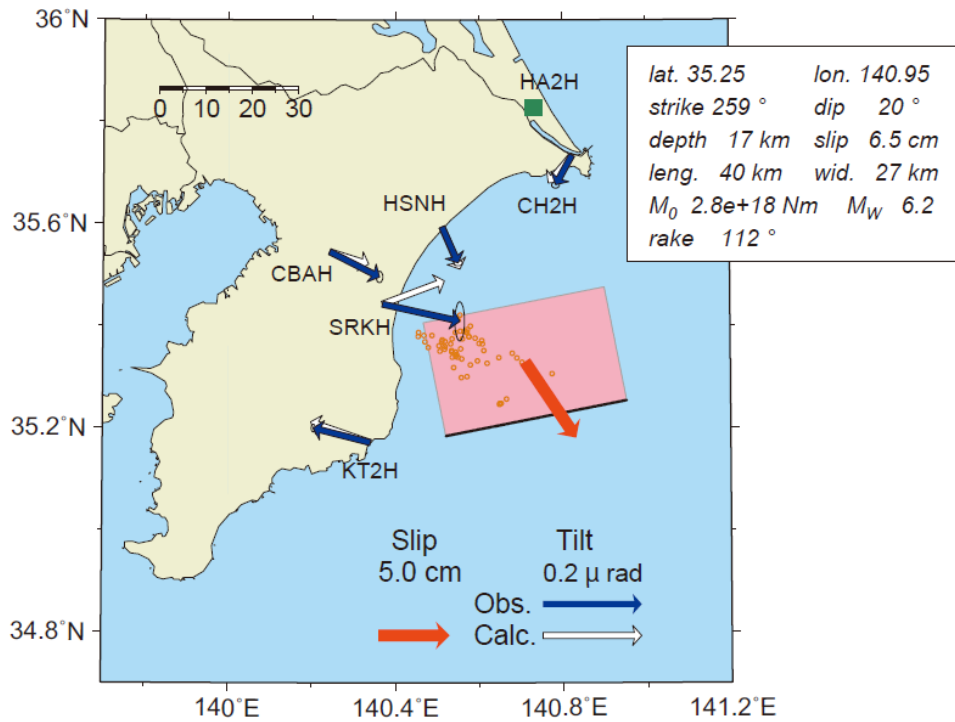 36°N
35.6°N
35.2°N
34.8°N
140°E
140.4°E
140.8°E
141.2°E
0 10 20 30
HA2H
CH2H
HSNH
CBAH
SRKH
KT2H
lat. 35.25 lon. 140.95
strike 259 ° dip 20 °
depth 17 km slip 6.5 cm
leng. 40 km wid. 27 km
M0 2.8e+18 Nm MW 6.2
rake 112 °
Slip Tilt
5.0 cm 0.2 μ rad
Obs.
Calc.